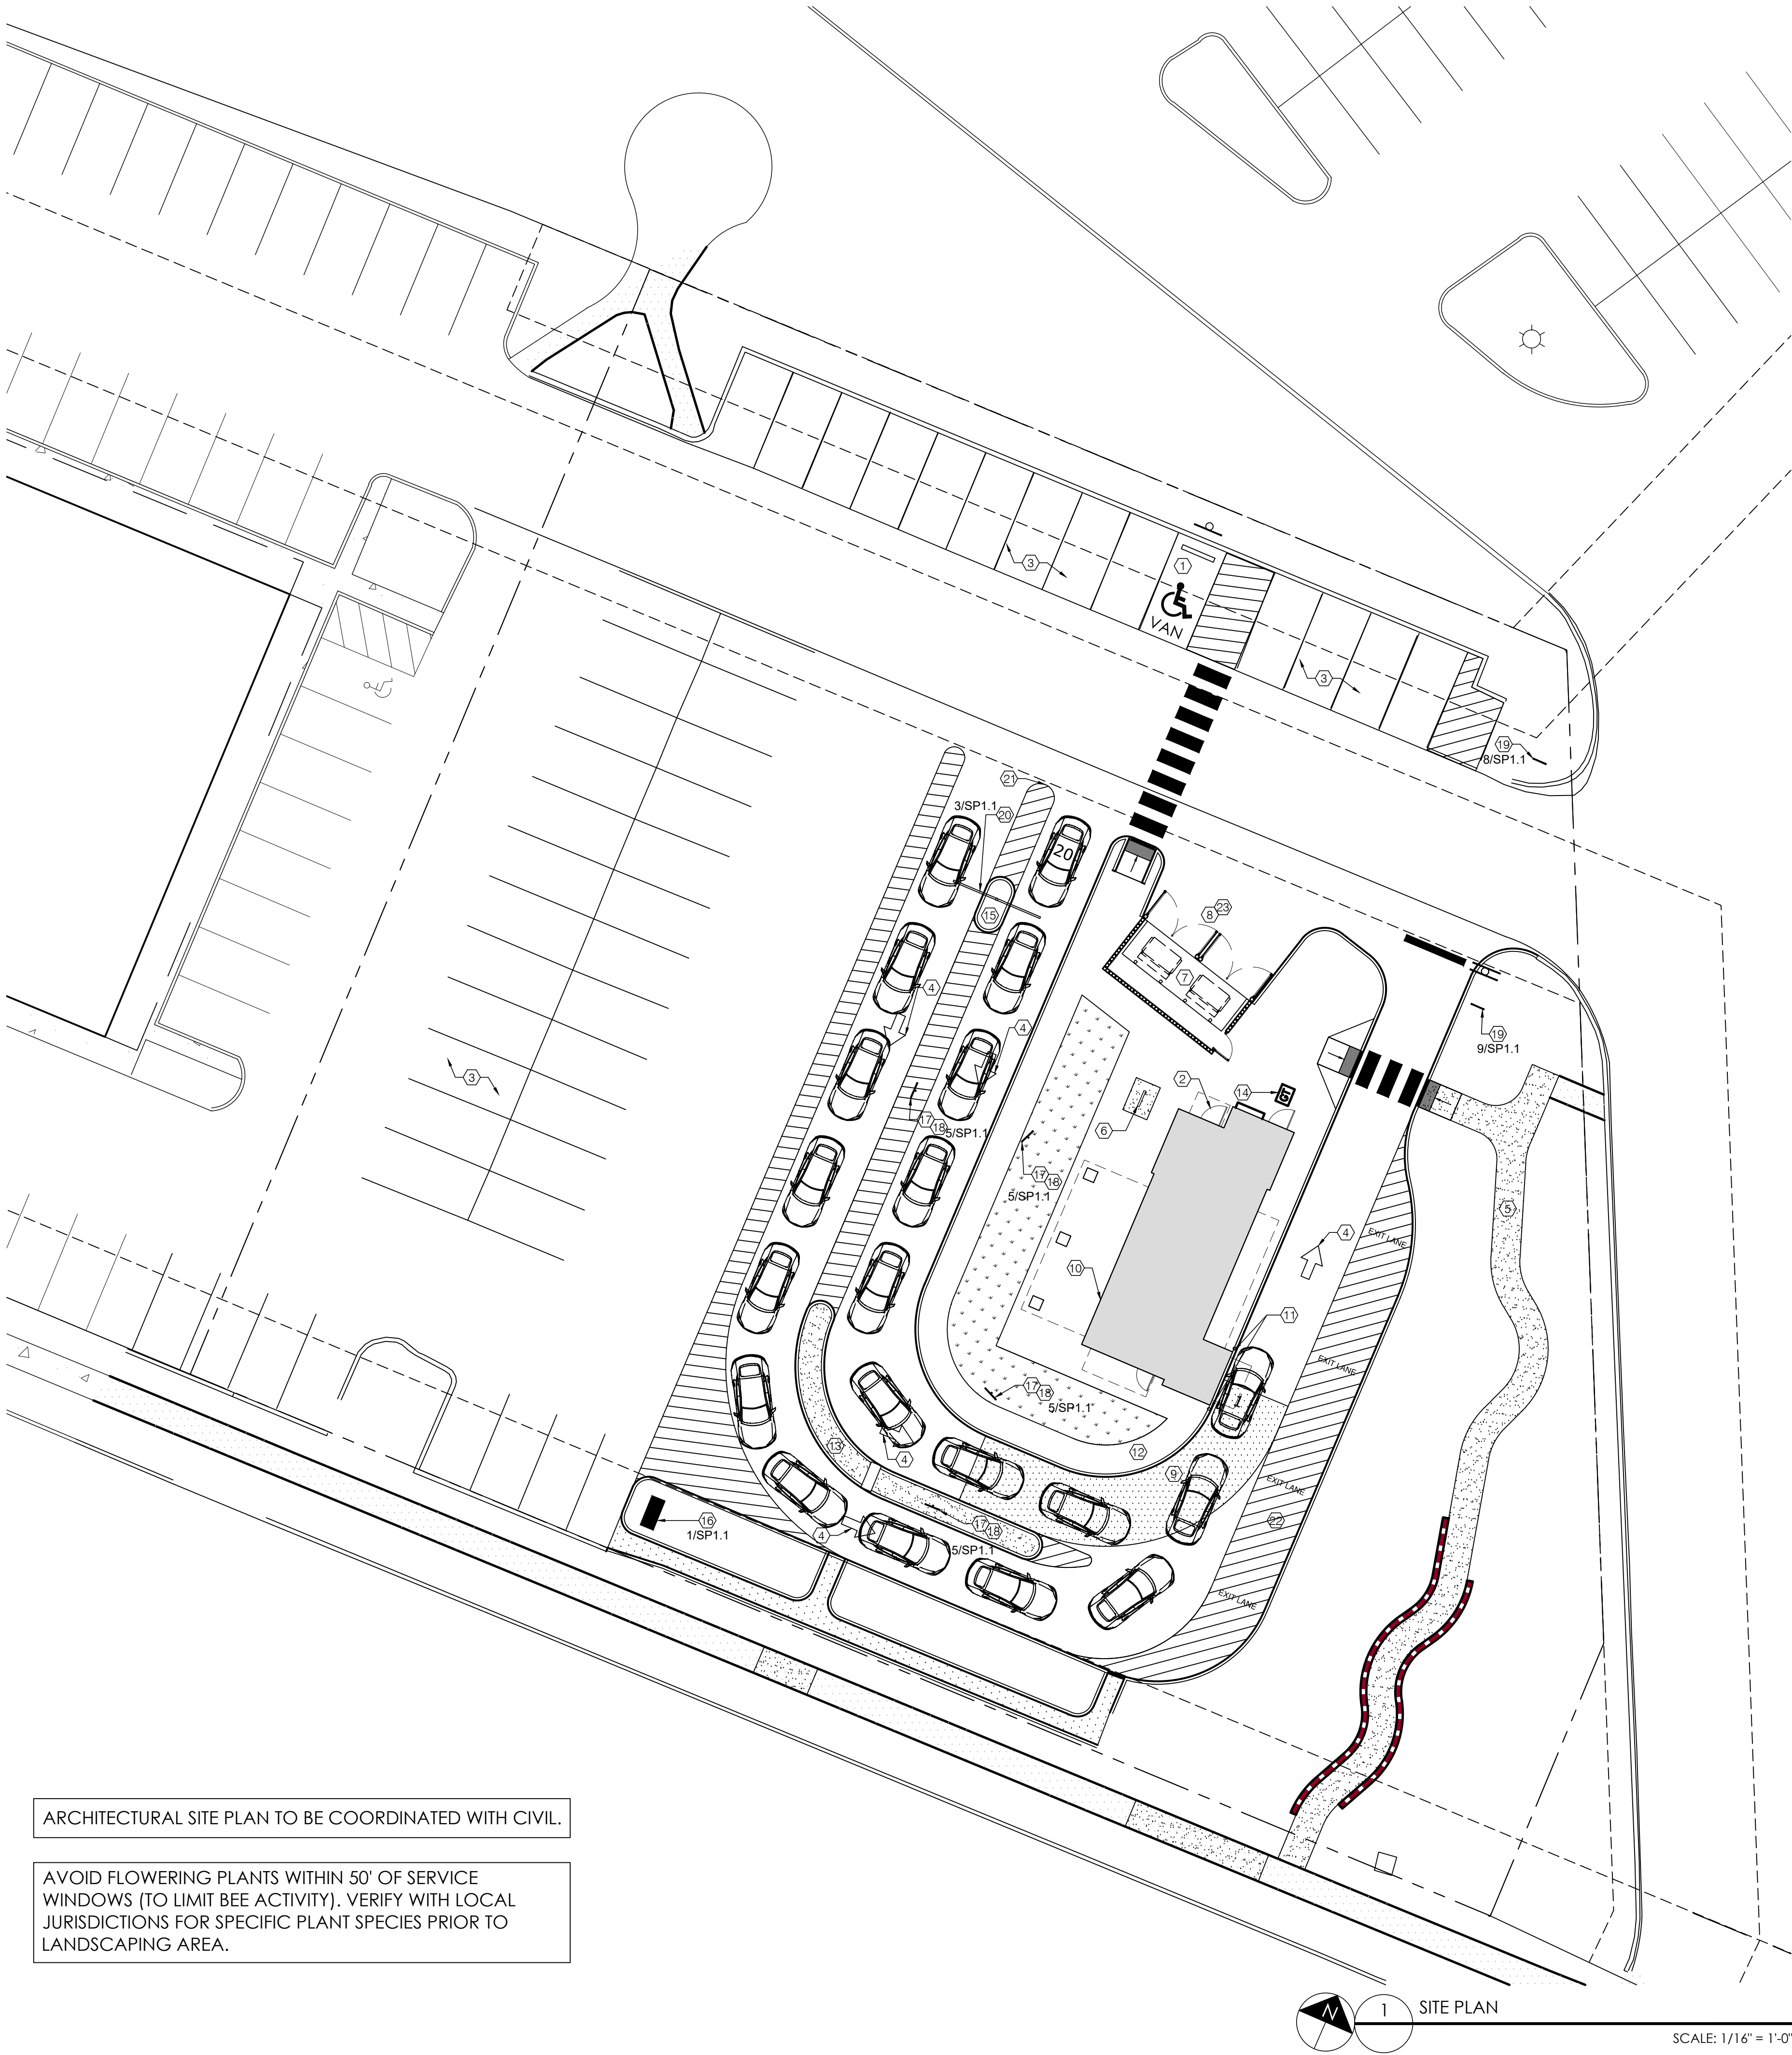 3
1
VAN
3
19
8/SP1.1
21
3/SP1.1
20
20
15
8
23
7
4
4
19
9/SP1.1
3
2
14
6
17
18
5/SP1.1
17
18
5/SP1.1
5
4
EXIT LANE
10
11
EXIT LANE
1
17
18
5/SP1.1
13
4
12
9
EXIT LANE
22
16
1/SP1.1
4
17
18
5/SP1.1
EXIT LANE
ARCHITECTURAL SITE PLAN TO BE COORDINATED WITH CIVIL.
AVOID FLOWERING PLANTS WITHIN 50' OF SERVICE
WINDOWS (TO LIMIT BEE ACTIVITY). VERIFY WITH LOCAL
JURISDICTIONS FOR SPECIFIC PLANT SPECIES PRIOR TO
LANDSCAPING AREA.
N
1
SITE PLAN
SCALE: 1/16" = 1'-0"